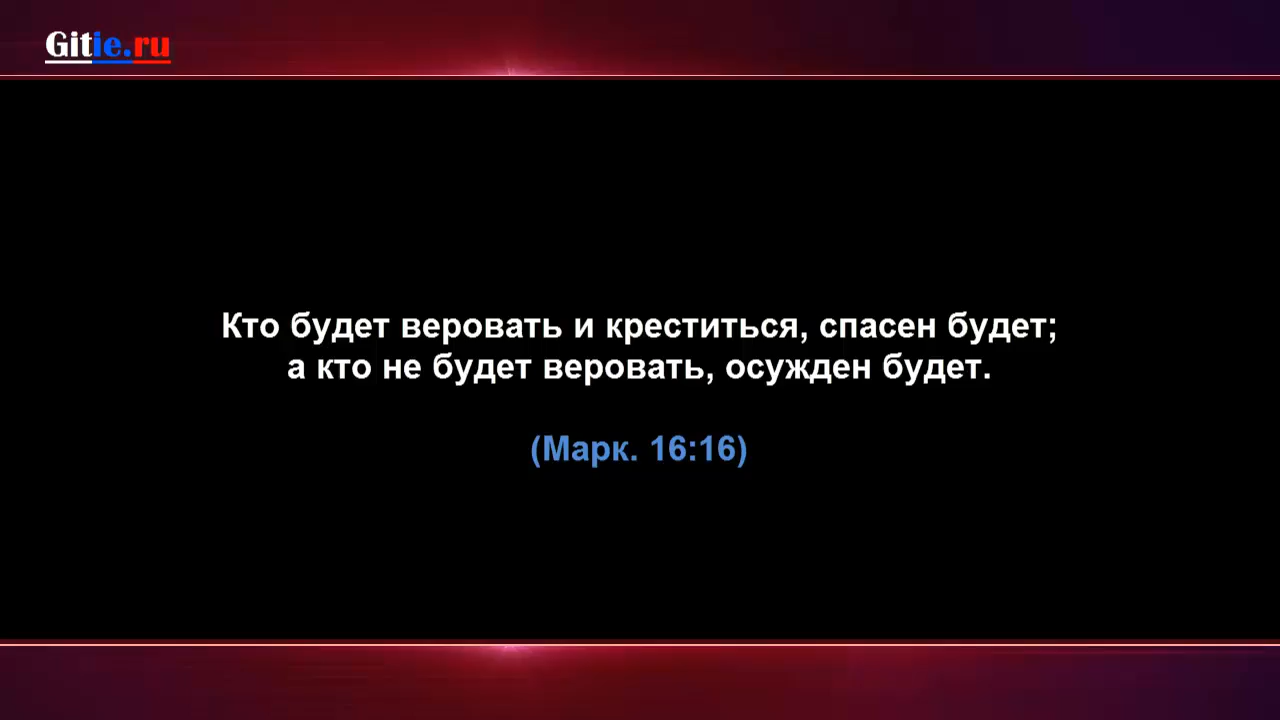 Gitie.ru
Кто будет веровать и креститься, спасен будет;
а кто не будет веровать, осужден будет.
(Марк. 16:16)